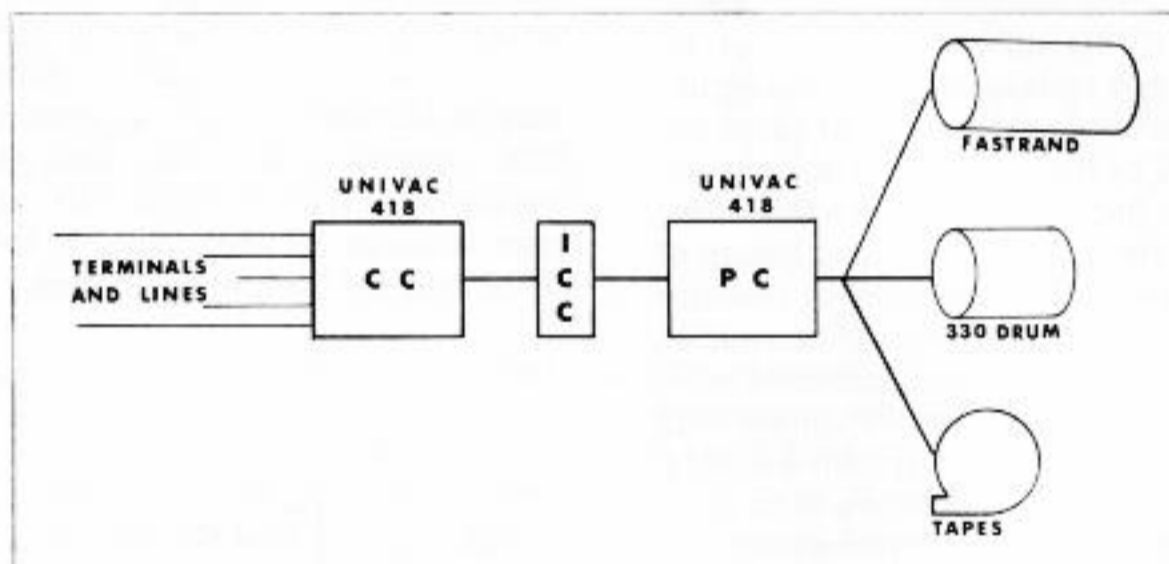 FASTRAND
UNIVAC
418
UNIVAC
418
TERMINALS
AND LINES
C C
I
C
C
P C
330 DRUM
TAPES